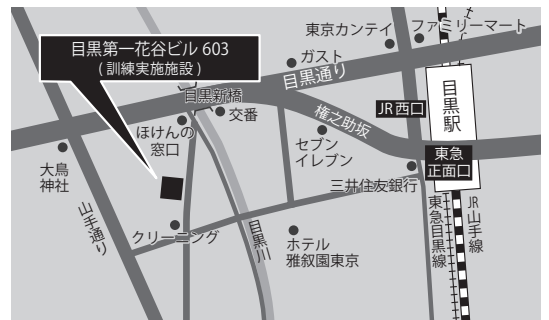 目黒第一花谷ビル 603
( 訓練実施施設 )
東京カンテイ
ファミリーマート
ガスト
目黒通り
目黒新橋
交番
ほけんの
窓口
権之助坂
JR西口
目黒駅
セブン
イレブン
東急
正面口
大鳥
神社
三井住友銀行
山手通り
クリーニング
目黒川
ホテル
雅叙園東京
東急目黒線
JR山手線